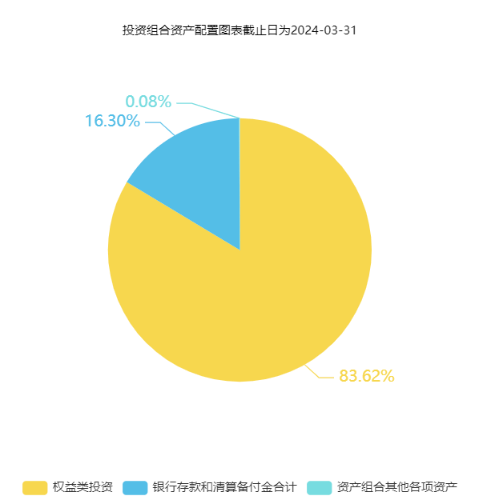 投资组合资产配置图表截止日为2024-03-31
0.08%
16.30%
83.62%
权益类投资 银行存款和清算备付金合计 资产组合其他各项资产